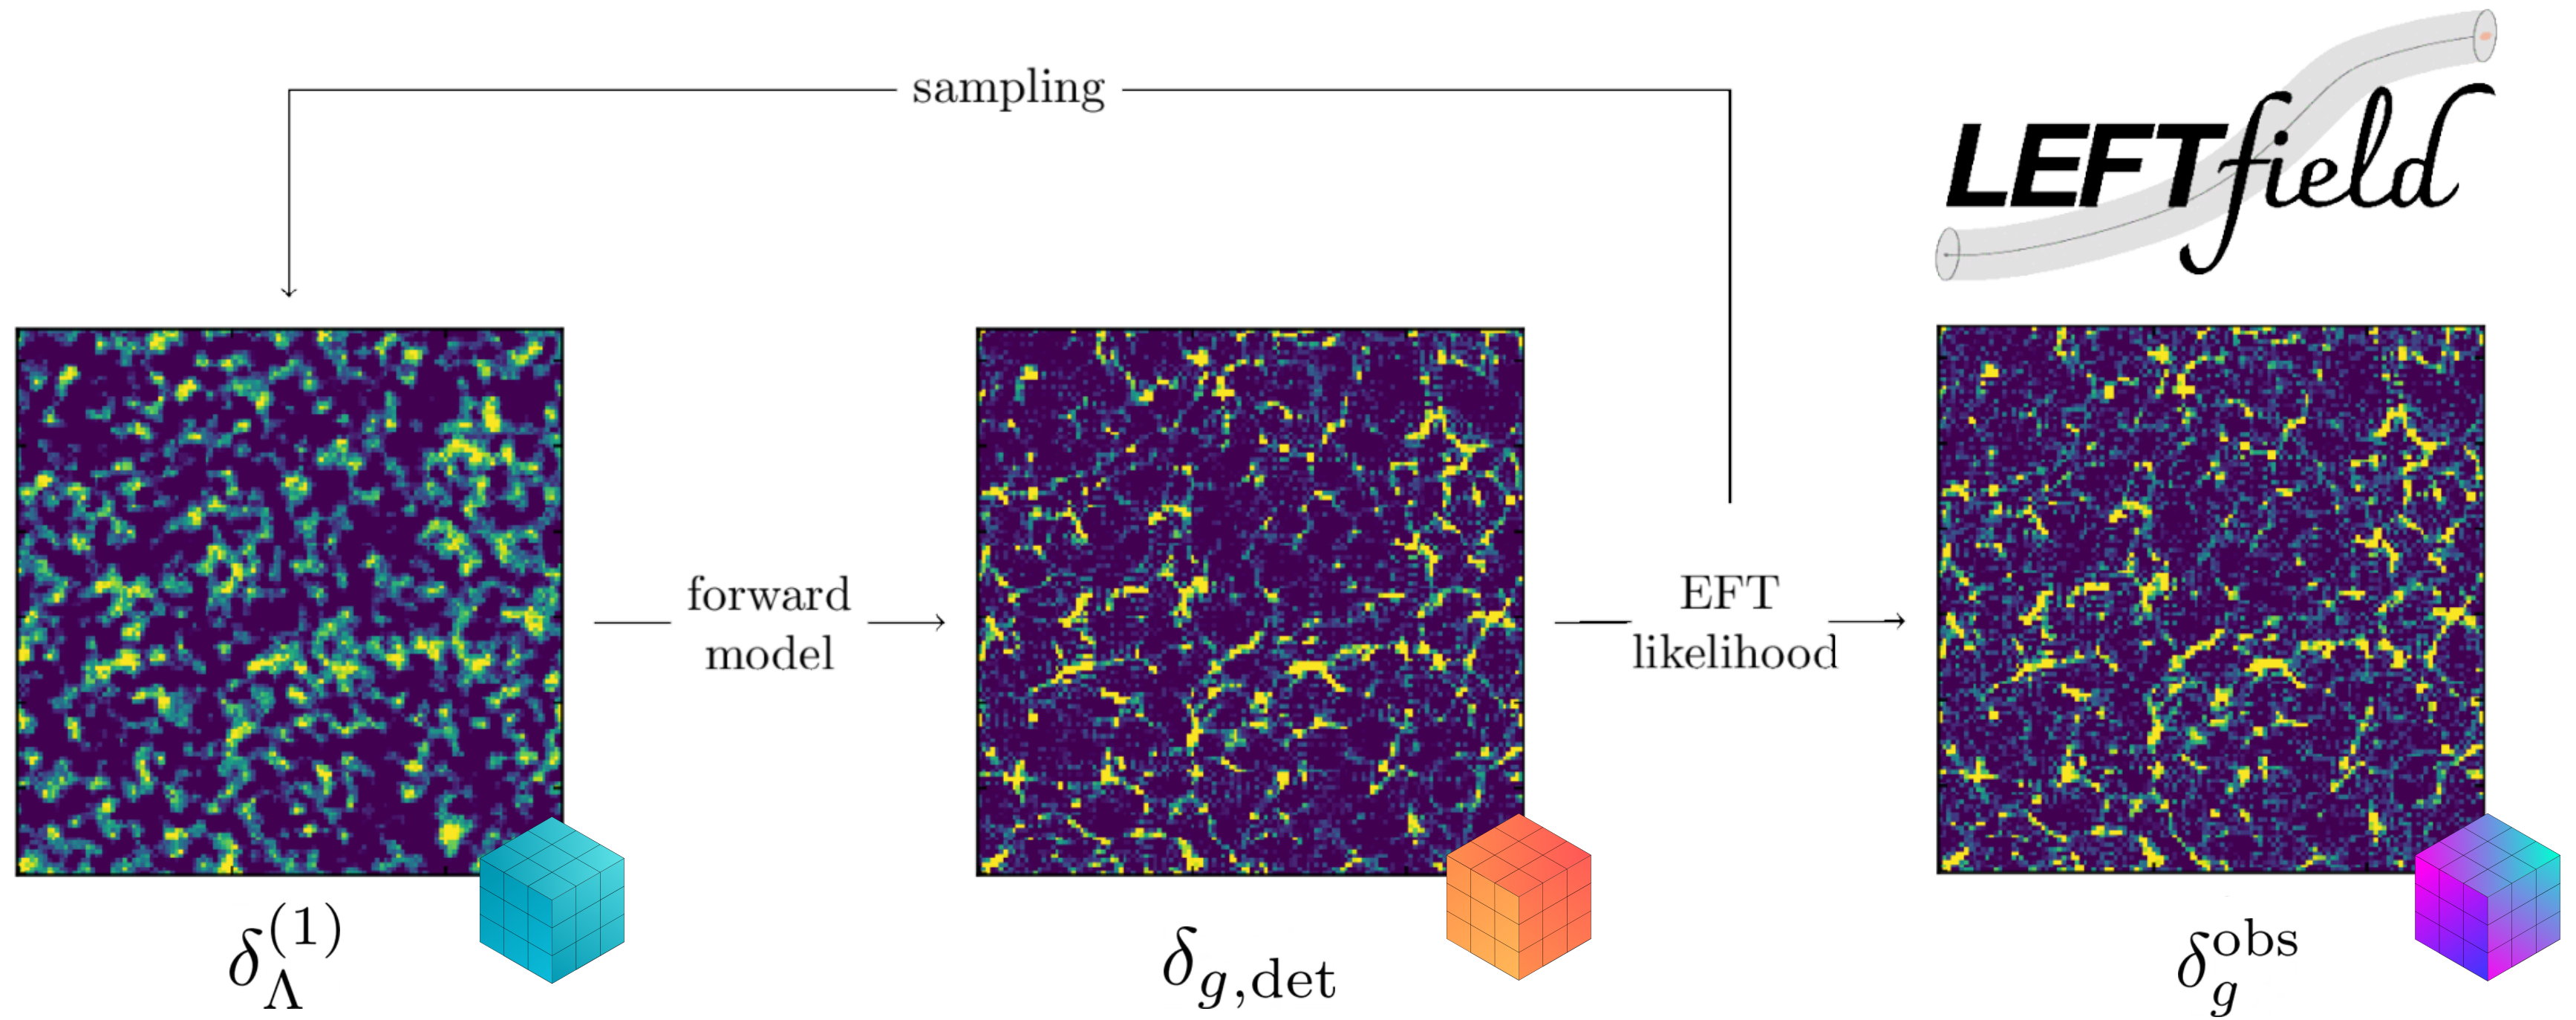 sampling
LEFTfield
forward
model
EFT
likelihood
δ_Λ^(1)
δ_g,det
δ_g^obs